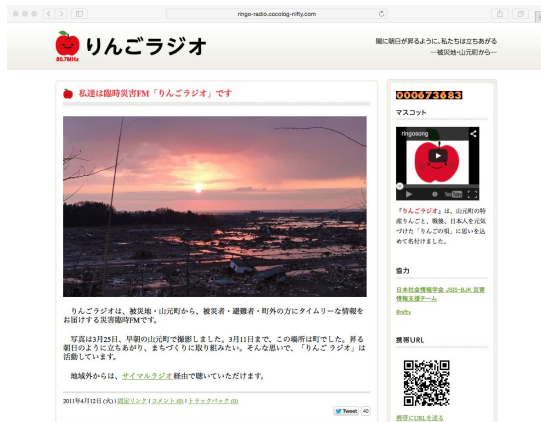 ringo-radio.cocolog-nifty.com
りんごラジオ
80.7MHz
闇に朝日が昇るように、私たちは立ちあがる
―被災地・山元町から―
私達は臨時災害FM「りんごラジオ」です
りんごラジオは、被災地・山元町から、被災者・避難者・町外の方にタイムリーな情報を
お届けする災害臨時FMです。
写真は3月25日、早朝の山元町で撮影しました。3月11日まで、この場所は町でした。昇る
朝日のように立ちあがり、まちづくりに取り組みたい。そんな思いで、「りんご ラジオ」は
活動しています。
地域外からは、サイマルラジオ 経由で聴いていただけます。
2011年4月12日 (火) | 固定リンク | コメント (0) | トラックバック (0)
Tweet 40
000673683
マスコット
ringosong
YouTube
『りんごラジオ』は、山元町の特
産りんごと、戦後、日本人を元気
づけた「りんごの唄」に思いを込
めて名付けました。
協力
日本社会情報学会 JSIS-BJK 災害
情報支援チーム
@nifty
携帯URL
携帯にURLを送る